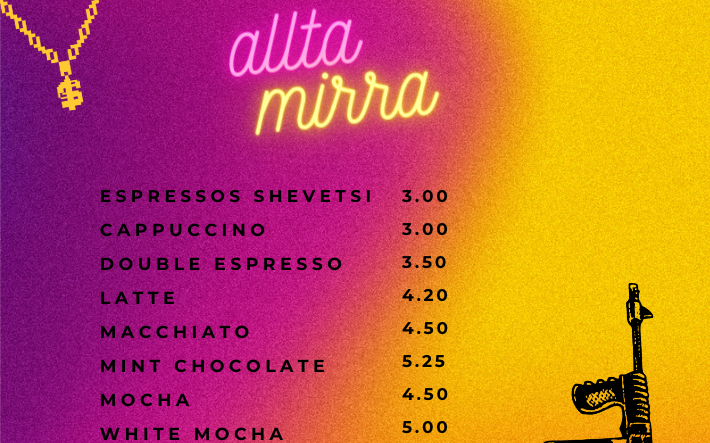 allta
mirra
ESPRESSOS SHEVETSI 3.00
CAPPUCCINO 3.00
DOUBLE ESPRESSO 3.50
LATTE 4.20
MACCHIATO 4.50
MINT CHOCOLATE 5.25
MOCHA 4.50
WHITE MOCHA 5.00